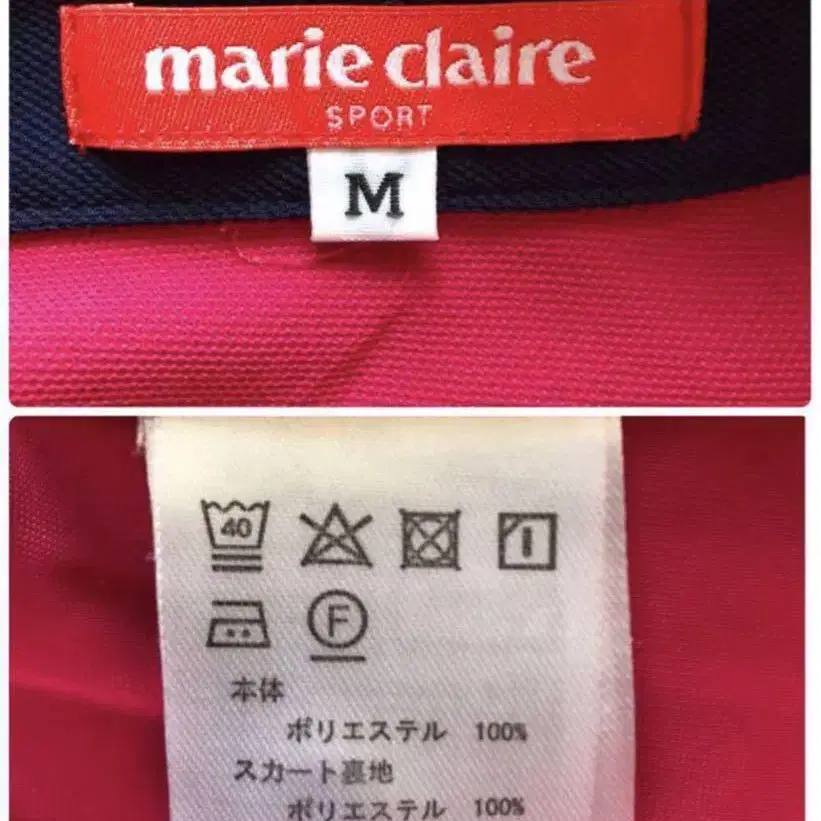 marie claire
SPORT
M
40
F
本体
ポリエステル 100%
スカート裏地
ポリエステル 100%